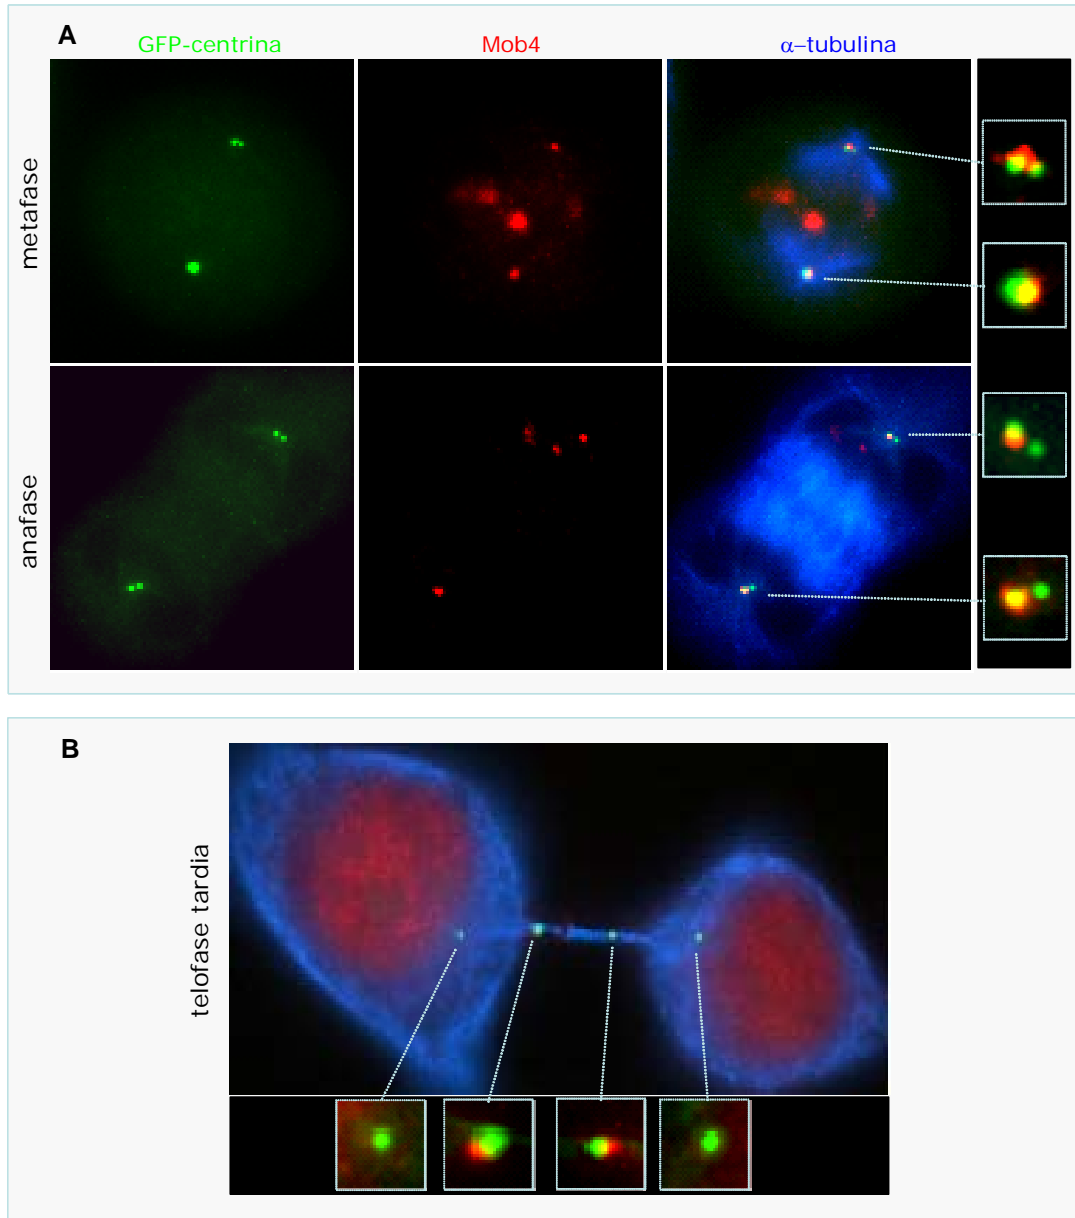 A
GFP-centrina Mob4 α-tubulina
metafase
anafase
B
telofase tardia